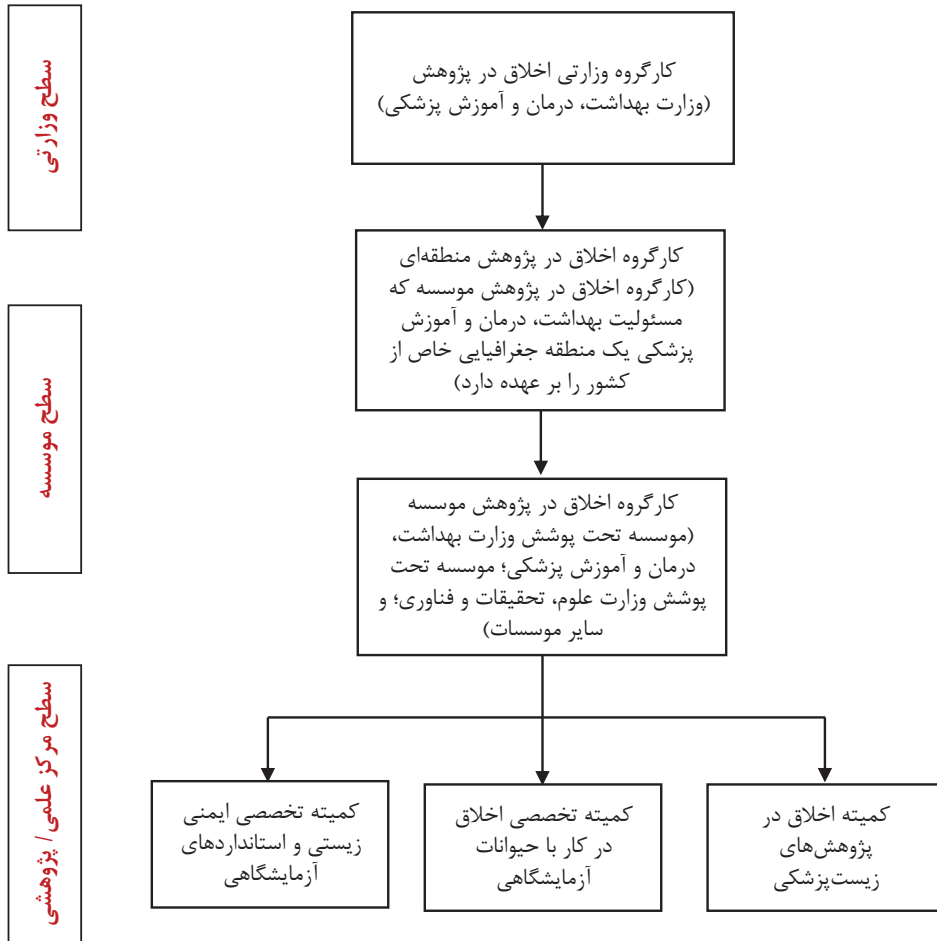 سطح وزارتی
کارگروه وزارتی اخلاق در پژوهش
(وزارت بهداشت، درمان و آموزش پزشکی)
کارگروه اخلاق در پژوهش منطقه‌ای
(کارگروه اخلاق در پژوهش موسسه که
مسئولیت بهداشت، درمان و آموزش
پزشکی یک منطقه جغرافیایی خاص از
کشور را بر عهده دارد)
سطح موسسه
کارگروه اخلاق در پژوهش موسسه
(موسسه تحت پوشش وزارت بهداشت،
درمان و آموزش پزشکی؛ موسسه تحت
پوشش وزارت علوم، تحقیقات و فناوری؛ و
سایر موسسات)
سطح مرکز علمی / پژوهشی
کمیته اخلاق در
پژوهش‌های
زیست‌پزشکی
کمیته تخصصی اخلاق
در کار با حیوانات
آزمایشگاهی
کمیته تخصصی ایمنی
زیستی و استانداردهای
آزمایشگاهی